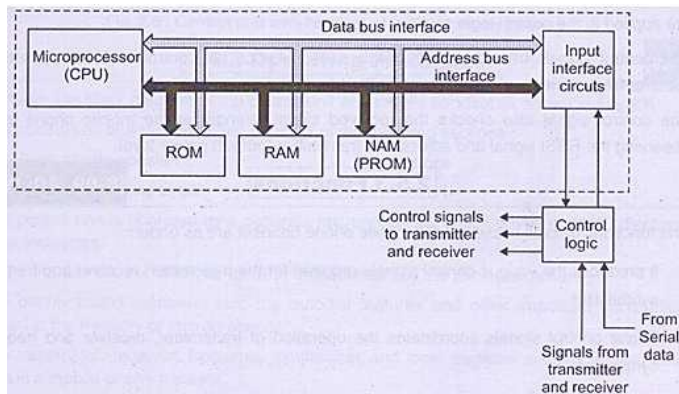 Data bus interface
Microprocessor
(CPU)
Address bus
interface
Input
interface
circuts
ROM
RAM
NAM
(PROM)
Control signals
to transmitter
and receiver
Control
logic
From
Serial
data
Signals from
transmitter
and receiver